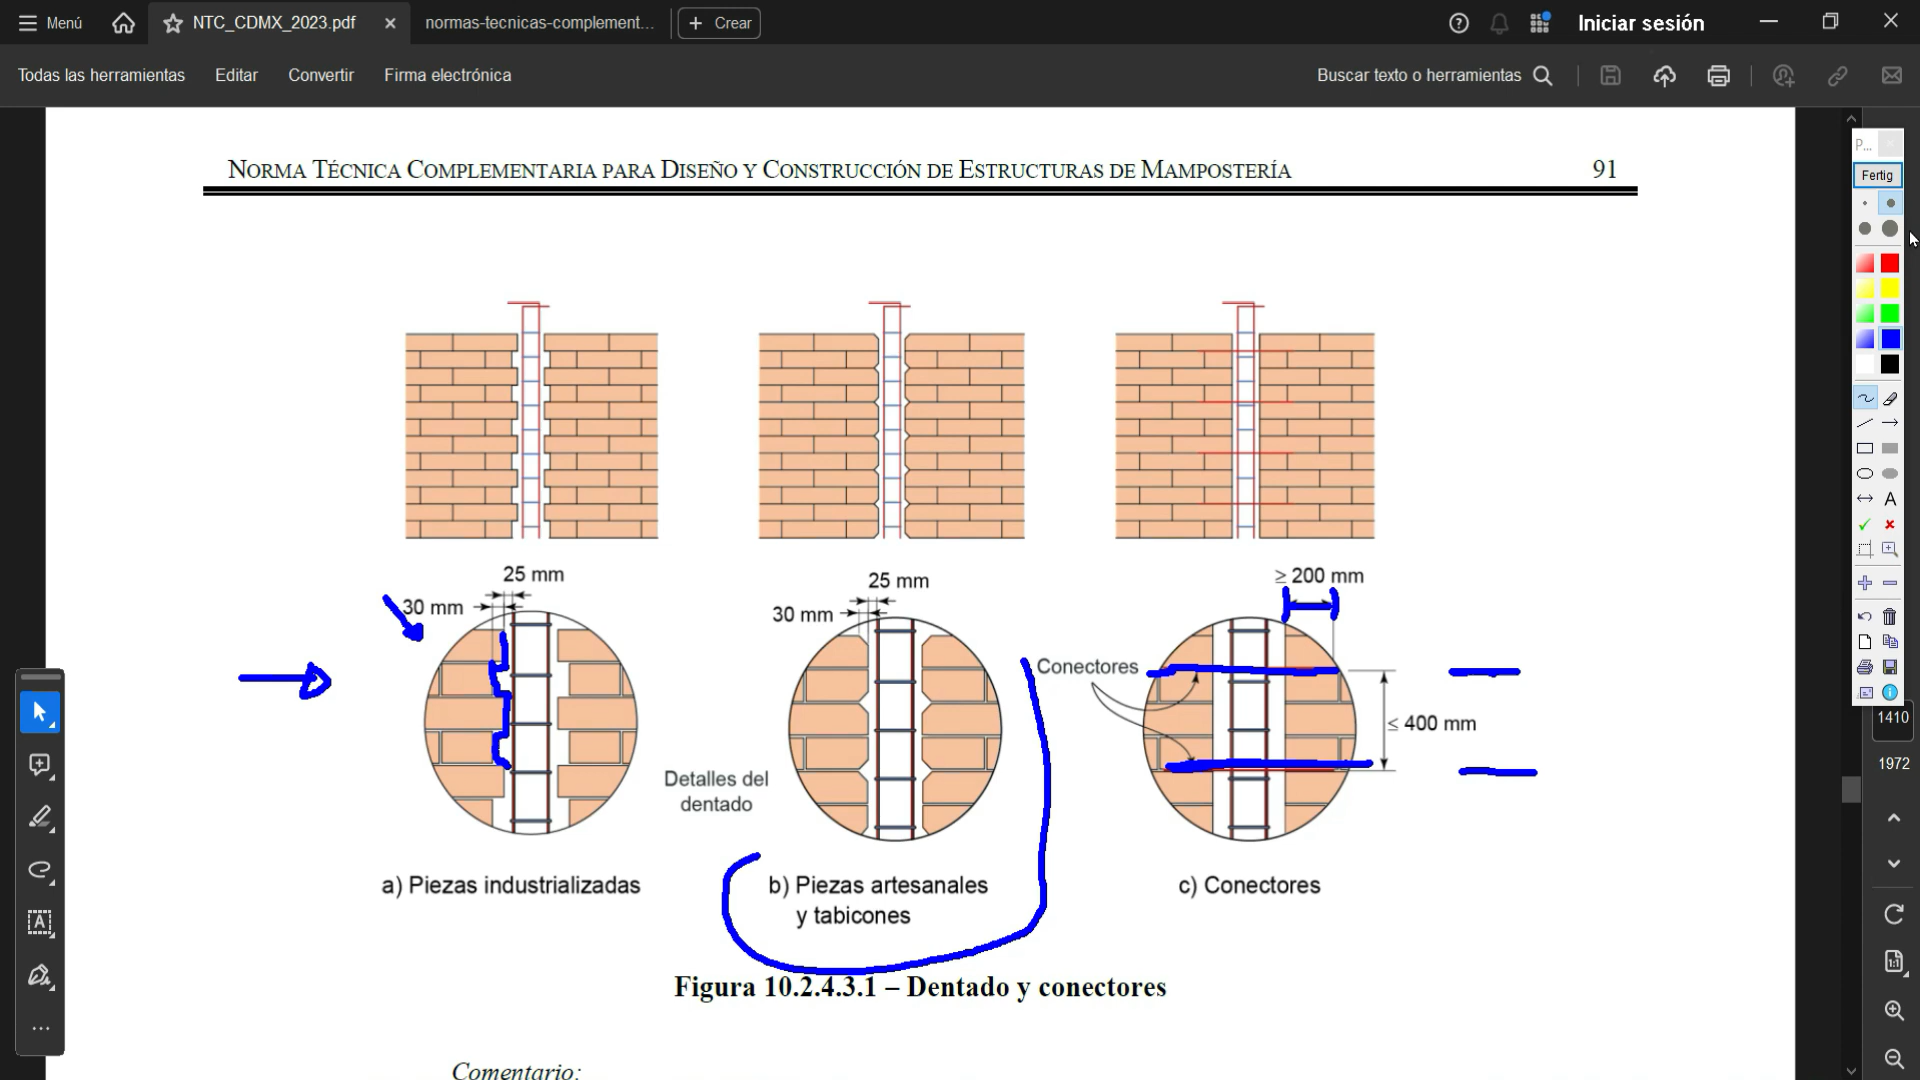 Menú
NTC_CDMX_2023.pdf
normas-tecnicas-complement...
Crear
Iniciar sesión
Todas las herramientas
Editar
Convertir
Firma electrónica
Buscar texto o herramientas
P...
Fertig
NORMA TÉCNICA COMPLEMENTARIA PARA DISEÑO Y CONSTRUCCIÓN DE ESTRUCTURAS DE MAMPOSTERÍA 91
25 mm
30 mm
25 mm
30 mm
≥ 200 mm
Conectores
≤ 400 mm
Detalles del
dentado
a) Piezas industrializadas
b) Piezas artesanales
y tabicones
c) Conectores
Figura 10.2.4.3.1 – Dentado y conectores
Comentario:
1410
1972